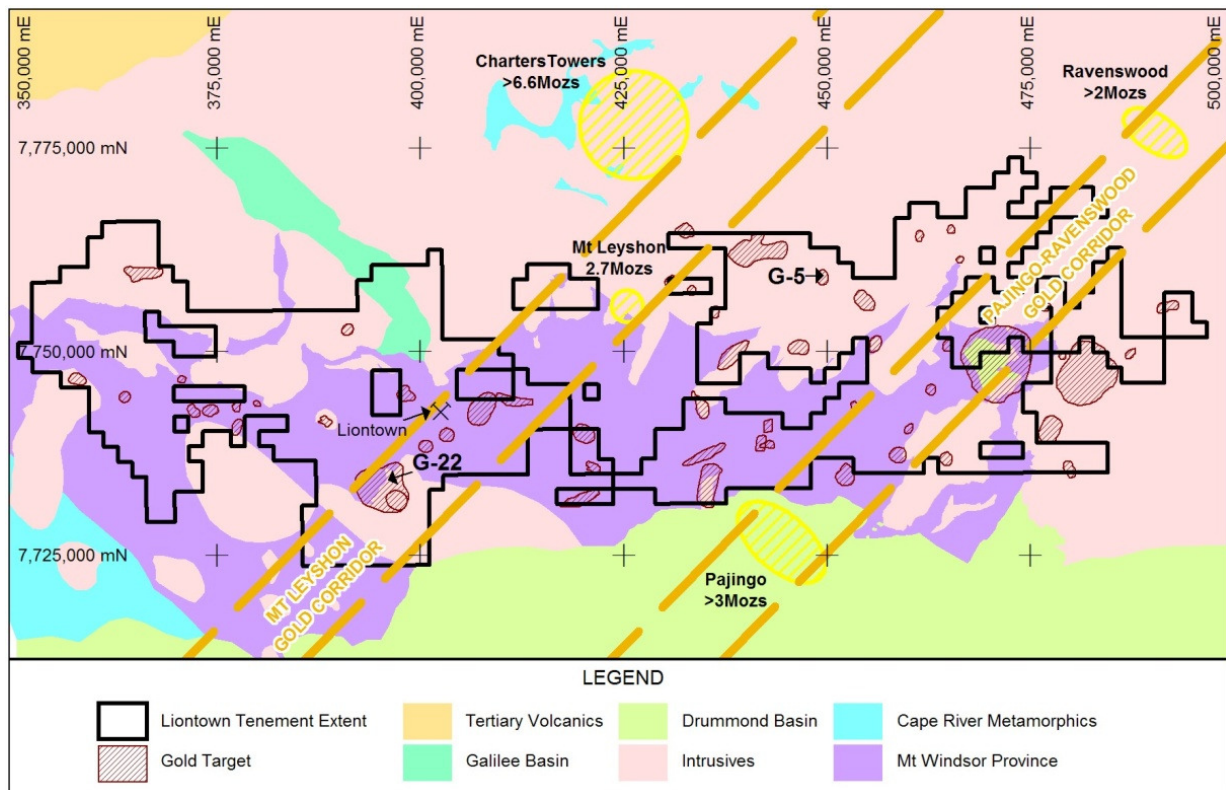 350,000 mE
375,000 mE
400,000 mE
425,000 mE
450,000 mE
475,000 mE
500,000 mE
ChartersTowers
>6.6Mozs
Ravenswood
>2Mozs
7,775,000 mN
Mt Leyshon
2.7Mozs
G-5
PAJINGO-RAVENSWOOD
GOLD CORRIDOR
7,750,000 mN
Liontown
G-22
7,725,000 mN
MT LEYSHON
GOLD CORRIDOR
Pajingo
>3Mozs
LEGEND
Liontown Tenement Extent
Tertiary Volcanics
Drummond Basin
Cape River Metamorphics
Gold Target
Galilee Basin
Intrusives
Mt Windsor Province